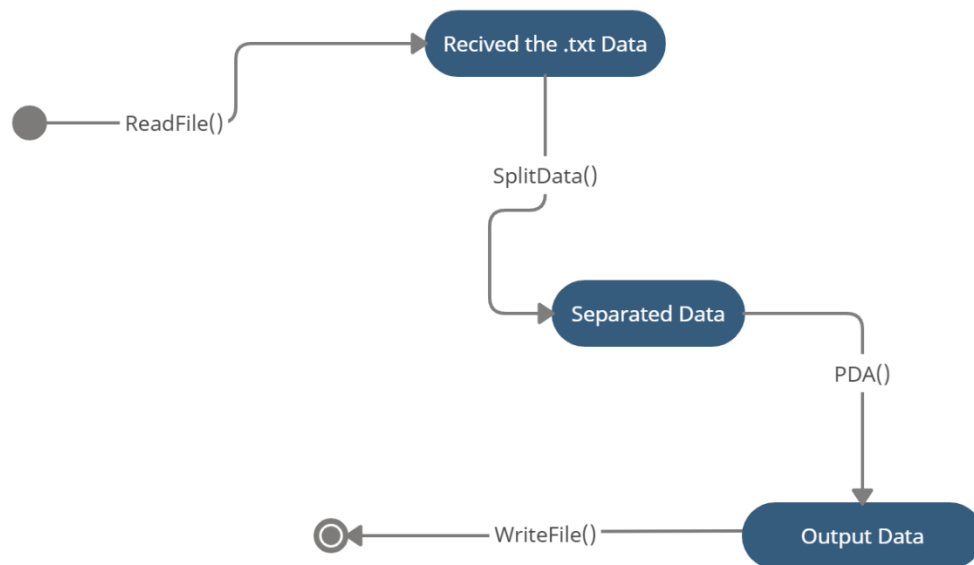 Recived the .txt Data
ReadFile()
SplitData()
Separated Data
PDA()
WriteFile()
Output Data